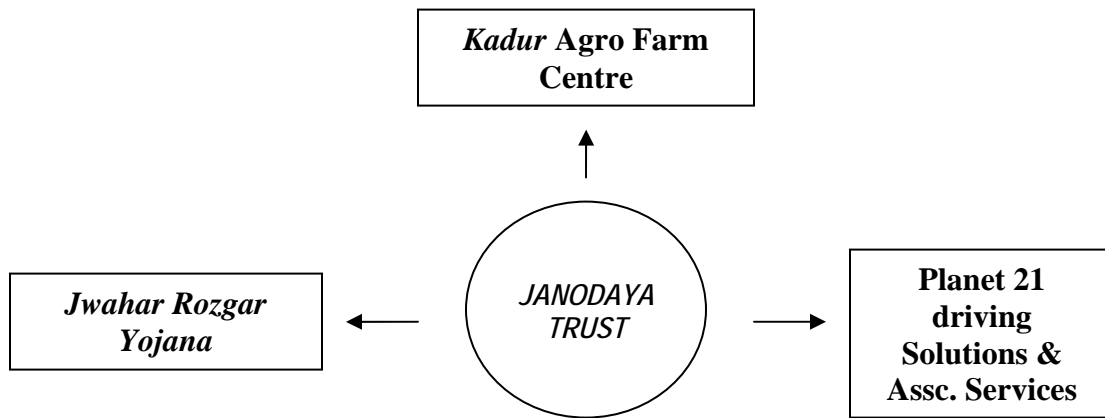 Kadur Agro Farm
Centre
Jwahar Rozgar
Yojana
JANODAYA
TRUST
Planet 21
driving
Solutions &
Assc. Services